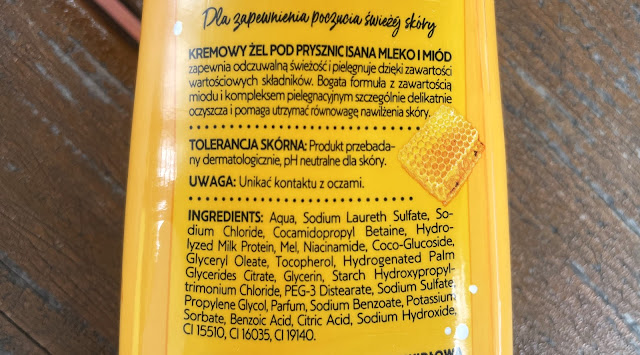 Dla zapewnienia poczucia świeżej skóry
KREMOWY ŻEL POD PRYSZNIC ISANA MLEKO I MIÓD
zapewnia odczuwalną świeżość i pielęgnuje dzięki zawartości
wartościowych składników. Bogata formuła z zawartością
miodu i kompleksem pielęgnacyjnym szczególnie delikatnie
oczyszcza i pomaga utrzymać równowagę nawilżenia skóry.
TOLERANCJA SKÓRNA: Produkt przebada-
ny dermatologicznie, pH neutralne dla skóry.
UWAGA: Unikać kontaktu z oczami.
INGREDIENTS: Aqua, Sodium Laureth Sulfate, So-
dium Chloride, Cocamidopropyl Betaine, Hydro-
lyzed Milk Protein, Mel, Niacinamide, Coco-Glucoside,
Glyceryl Oleate, Tocopherol, Hydrogenated Palm
Glycerides Citrate, Glycerin, Starch Hydroxypropyl-
trimonium Chloride, PEG-3 Distearate, Sodium Sulfate,
Propylene Glycol, Parfum, Sodium Benzoate, Potassium
Sorbate, Benzoic Acid, Citric Acid, Sodium Hydroxide,
CI 15510, CI 16035, CI 19140.